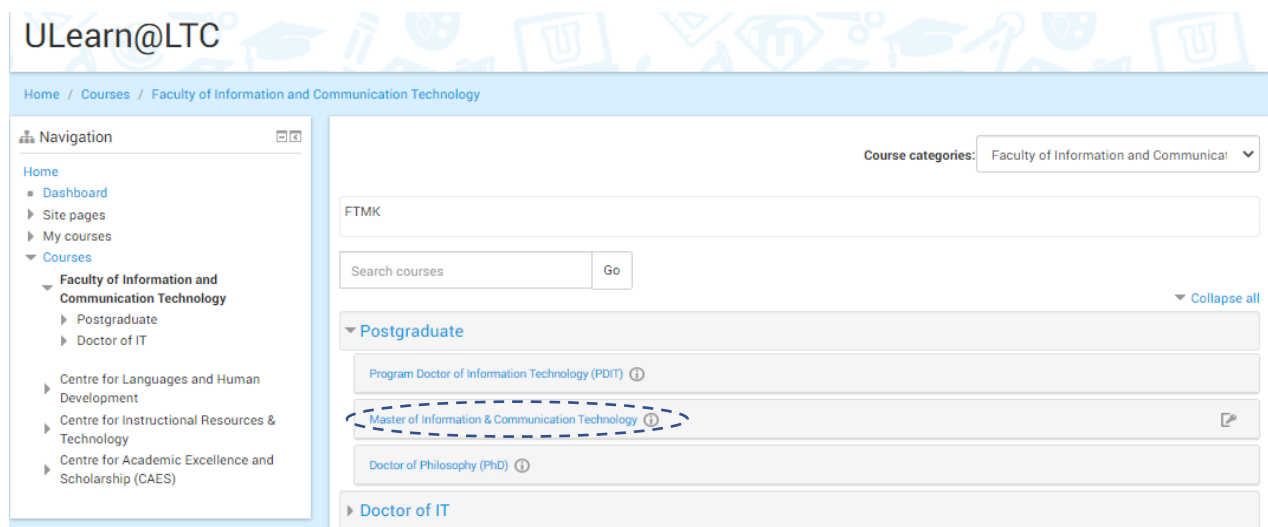 ULearn@LTC
Home / Courses / Faculty of Information and Communication Technology
Navigation
Home
Dashboard
Site pages
My courses
Courses
Faculty of Information and
Communication Technology
Postgraduate
Doctor of IT
Centre for Languages and Human
Development
Centre for Instructional Resources &
Technology
Centre for Academic Excellence and
Scholarship (CAES)
Course categories: Faculty of Information and Communicat
FTMK
Search courses Go
Collapse all
Postgraduate
Program Doctor of Information Technology (PDIT)
Master of Information & Communication Technology
Doctor of Philosophy (PhD)
Doctor of IT